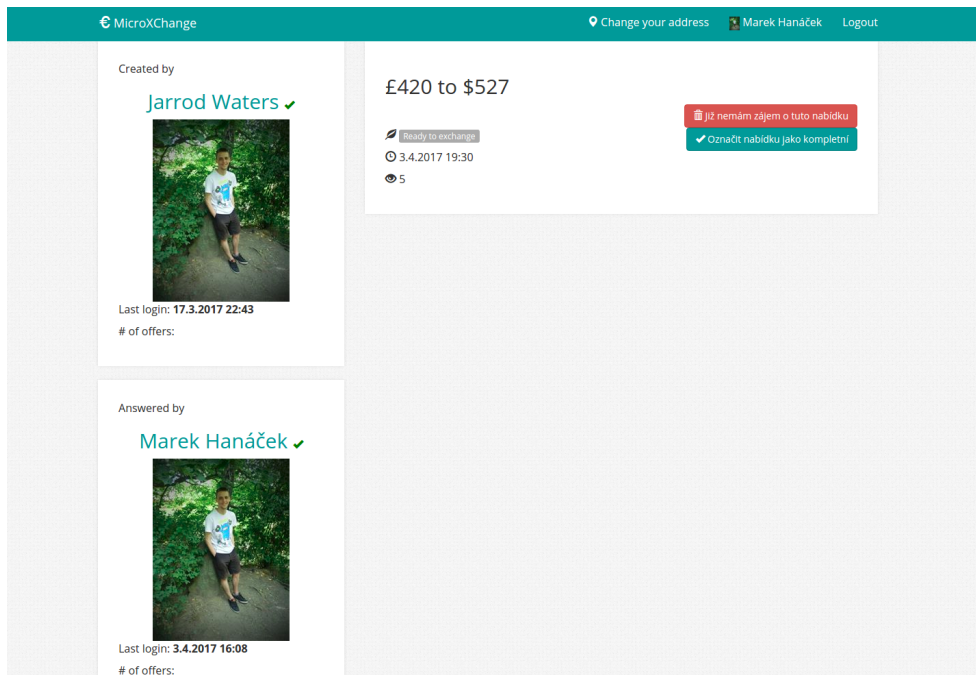 € MicroXChange
Change your address
Marek Hanáček
Logout
Created by
Jarrod Waters
Last login: 17.3.2017 22:43
# of offers:
£420 to $527
Ready to exchange
3.4.2017 19:30
5
Již nemám zájem o tuto nabídku
Označit nabídku jako kompletní
Answered by
Marek Hanáček
Last login: 3.4.2017 16:08
# of offers: